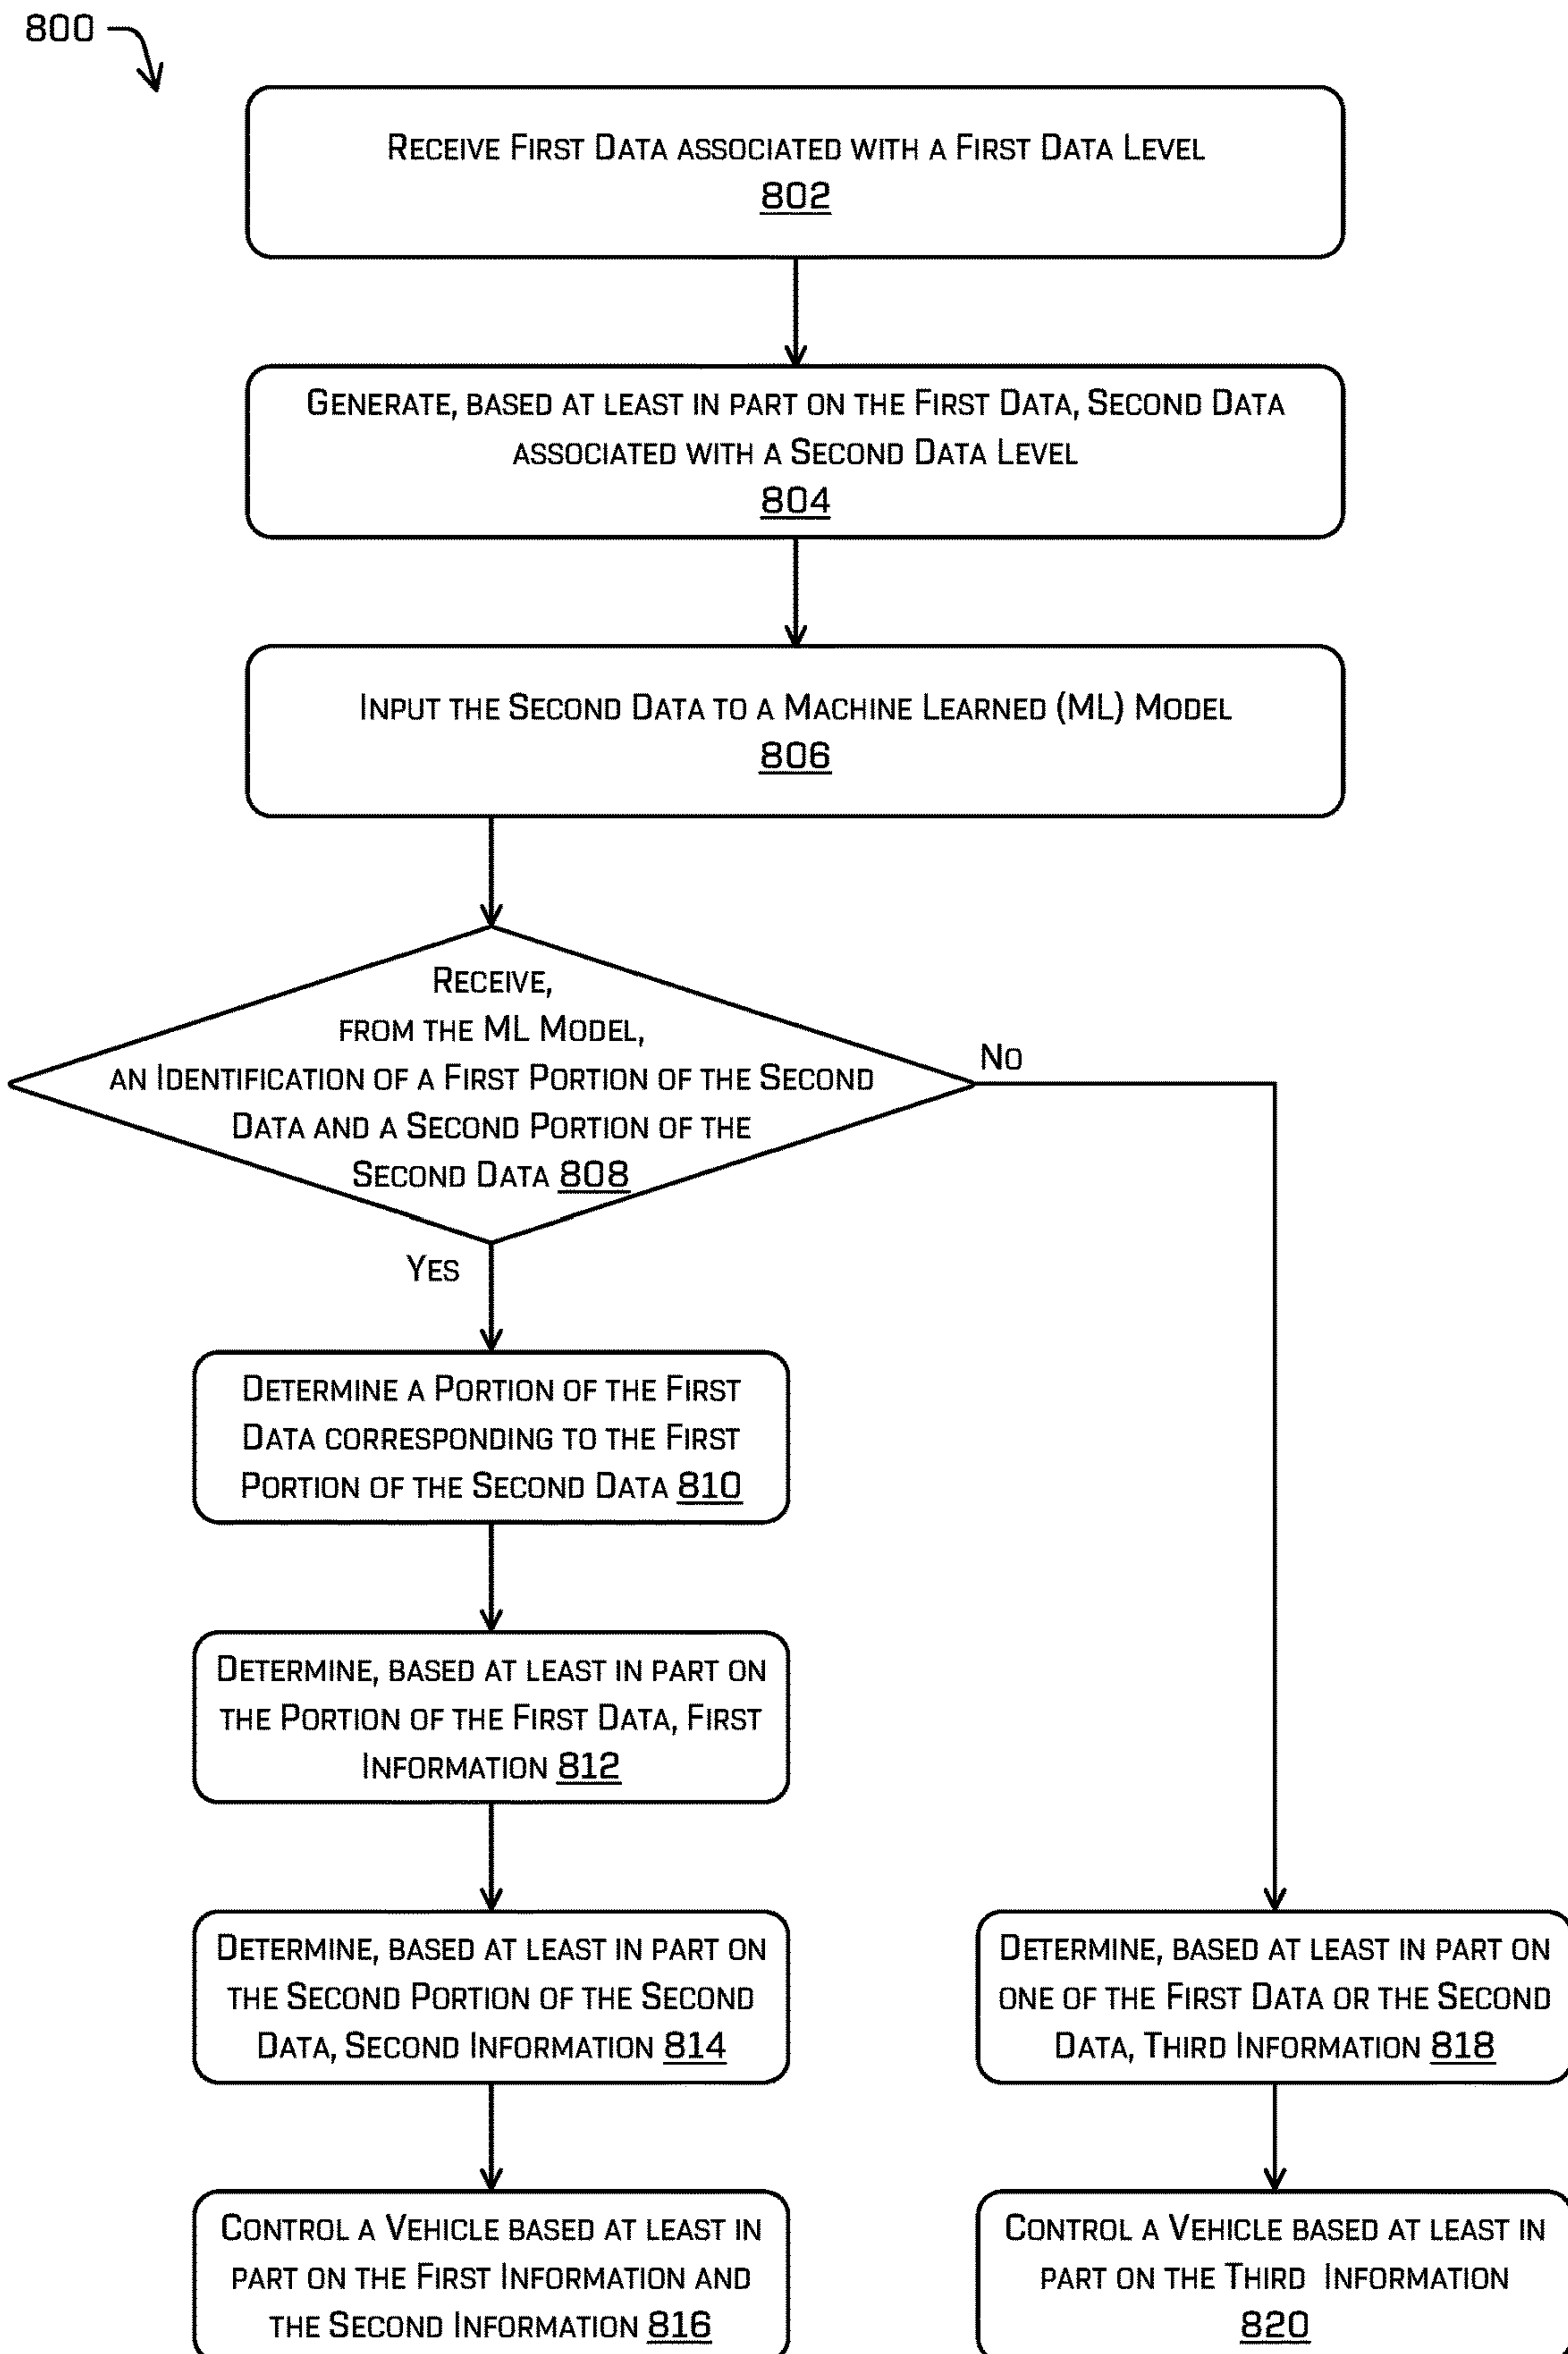 800
Receive First Data associated with a First Data Level
802
Generate, based at least in part on the First Data, Second Data
associated with a Second Data Level
804
Input the Second Data to a Machine Learned (ML) Model
806
Receive,
from the ML Model,
an Identification of a First Portion of the Second
Data and a Second Portion of the
Second Data 808
No
Yes
Determine a Portion of the First
Data corresponding to the First
Portion of the Second Data 810
Determine, based at least in part on
the Portion of the First Data, First
Information 812
Determine, based at least in part on
the Second Portion of the Second
Data, Second Information 814
Control a Vehicle based at least in
part on the First Information and
the Second Information 816
Determine, based at least in part on
one of the First Data or the Second
Data, Third Information 818
Control a Vehicle based at least in
part on the Third Information
820